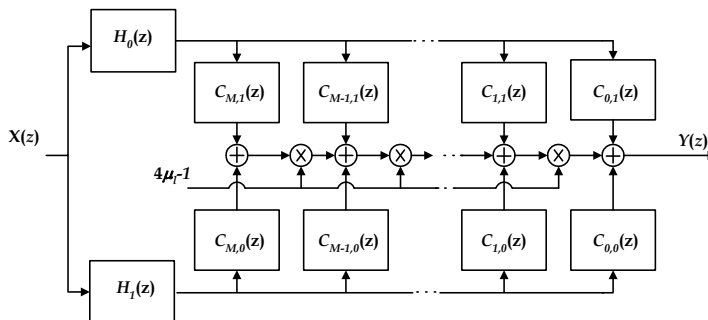 H0(z)
CM,1(z) CM-1,1(z) ··· C1,1(z) C0,1(z)
X(z) Y(z)
4μl-1
CM,0(z) CM-1,0(z) C1,0(z) C0,0(z)
H1(z)